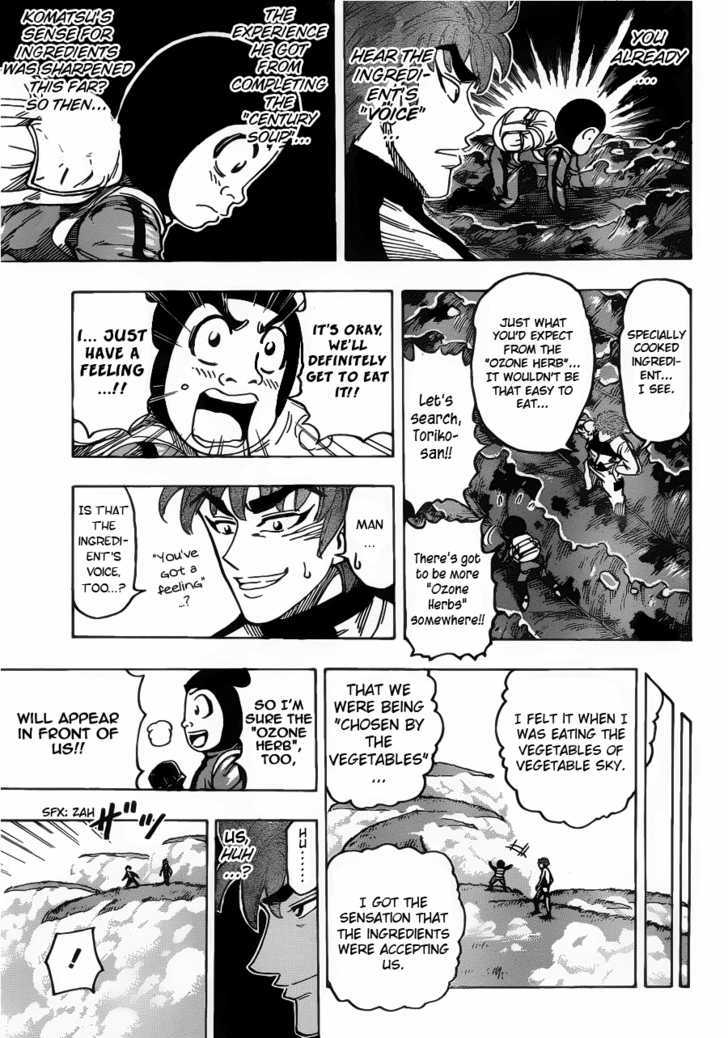 YOU
ALREADY
....
HEAR THE
INGREDI-
ENT'S
"VOICE"
...
THE
EXPERIENCE
HE GOT
FROM
COMPLETING
THE
"CENTURY
SOUP"...
KOMATSU'S
SENSE FOR
INGREDIENTS
WAS SHARPENED
THIS FAR?
SO THEN...
SPECIALLY
COOKED
INGREDI-
ENT...
I SEE.
JUST WHAT
YOU'D EXPECT
FROM THE
"OZONE HERB"...
IT WOULDN'T BE
THAT EASY TO
EAT...
Let's
search,
Toriko-
san!!
There's got
to be more
"Ozone
Herbs"
somewhere!!
IT'S OKAY,
WE'LL
DEFINITELY
GET TO EAT
IT!!
I... JUST
HAVE A
FEELING
...!!
MAN
...
"You've
got a
feeling"
..?
IS THAT
THE
INGREDI-
ENT'S
VOICE,
TOO...?
I FELT IT WHEN I
WAS EATING THE
VEGETABLES OF
VEGETABLE SKY.
THAT WE
WERE BEING
"CHOSEN BY
THE
VEGETABLES"
...
I GOT
THE
SENSATION THAT
THE INGREDIENTS
WERE ACCEPTING
US.
SO I'M
SURE THE
"OZONE
HERB",
TOO,
WILL APPEAR
IN FRONT OF
US!!
HU......
US,
HUH
....?
SFX: ZAH
ザッ
!